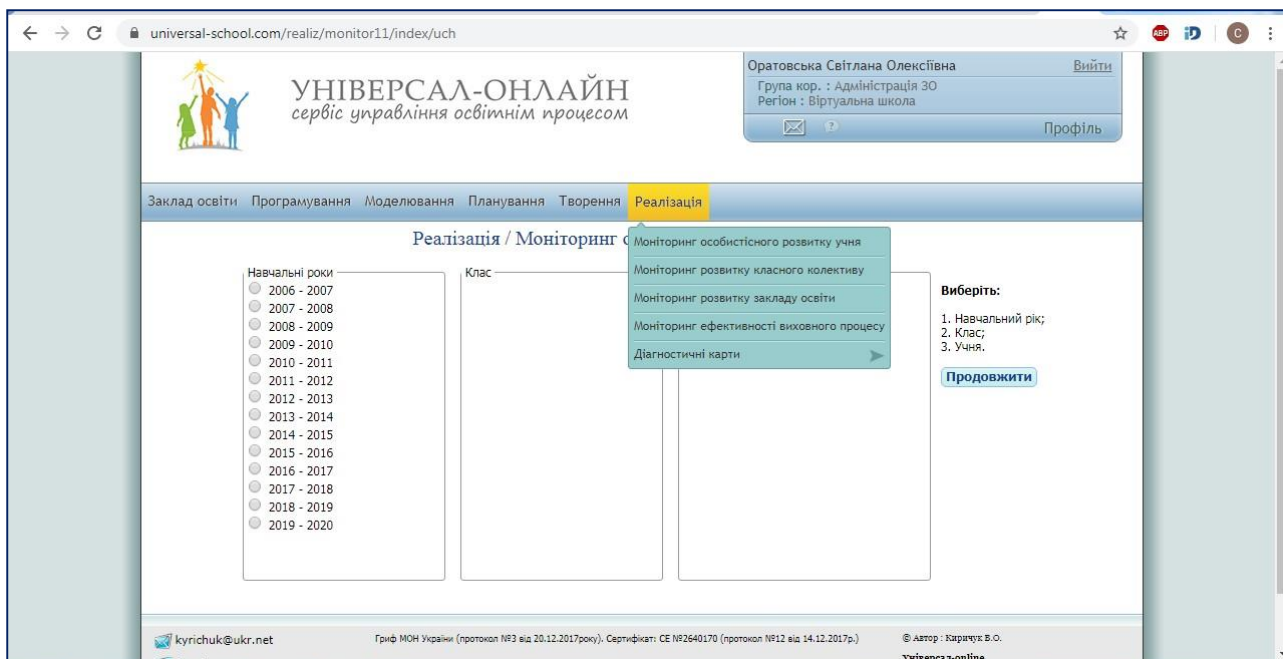 universal-school.com/realiz/monitor11/index/uch
ABP
C
УНІВЕРСАЛ-ОНЛАЙН
сервіс управління освітнім процесом
Оратовська Світлана Олексіївна Вийти
Група кор. : Адміністрація ЗО
Регіон : Віртуальна школа
Профіль
Заклад освіти Програмування Моделювання Планування Творення Реалізація
Реалізація / Моніторинг
Моніторинг особистісного розвитку учня
Моніторинг розвитку класного колективу
Моніторинг розвитку закладу освіти
Моніторинг ефективності виховного процесу
Діагностичні карти
Навчальні роки
2006 - 2007
2007 - 2008
2008 - 2009
2009 - 2010
2010 - 2011
2011 - 2012
2012 - 2013
2013 - 2014
2014 - 2015
2015 - 2016
2016 - 2017
2017 - 2018
2018 - 2019
2019 - 2020
Клас
Виберіть:
1. Навчальний рік;
2. Клас;
3. Учня.
Продовжити
kyrichuk@ukr.net
Гриф МОН України (протокол №3 від 20.12.2017року). Сертифікат: СЕ №2640170 (протокол №12 від 14.12.2017р.)
© Автор : Киричук В.О.
Універсал-online